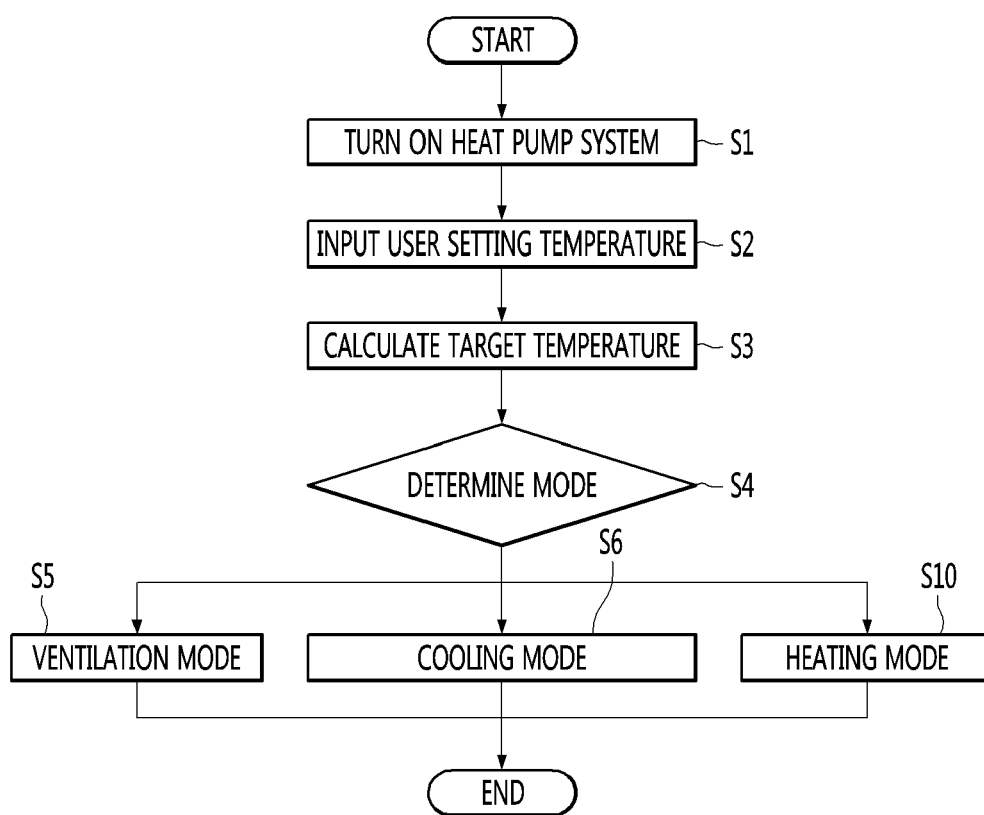 START
TURN ON HEAT PUMP SYSTEM
S1
INPUT USER SETTING TEMPERATURE
S2
CALCULATE TARGET TEMPERATURE
S3
DETERMINE MODE
S4
S5
S6
S10
VENTILATION MODE
COOLING MODE
HEATING MODE
END